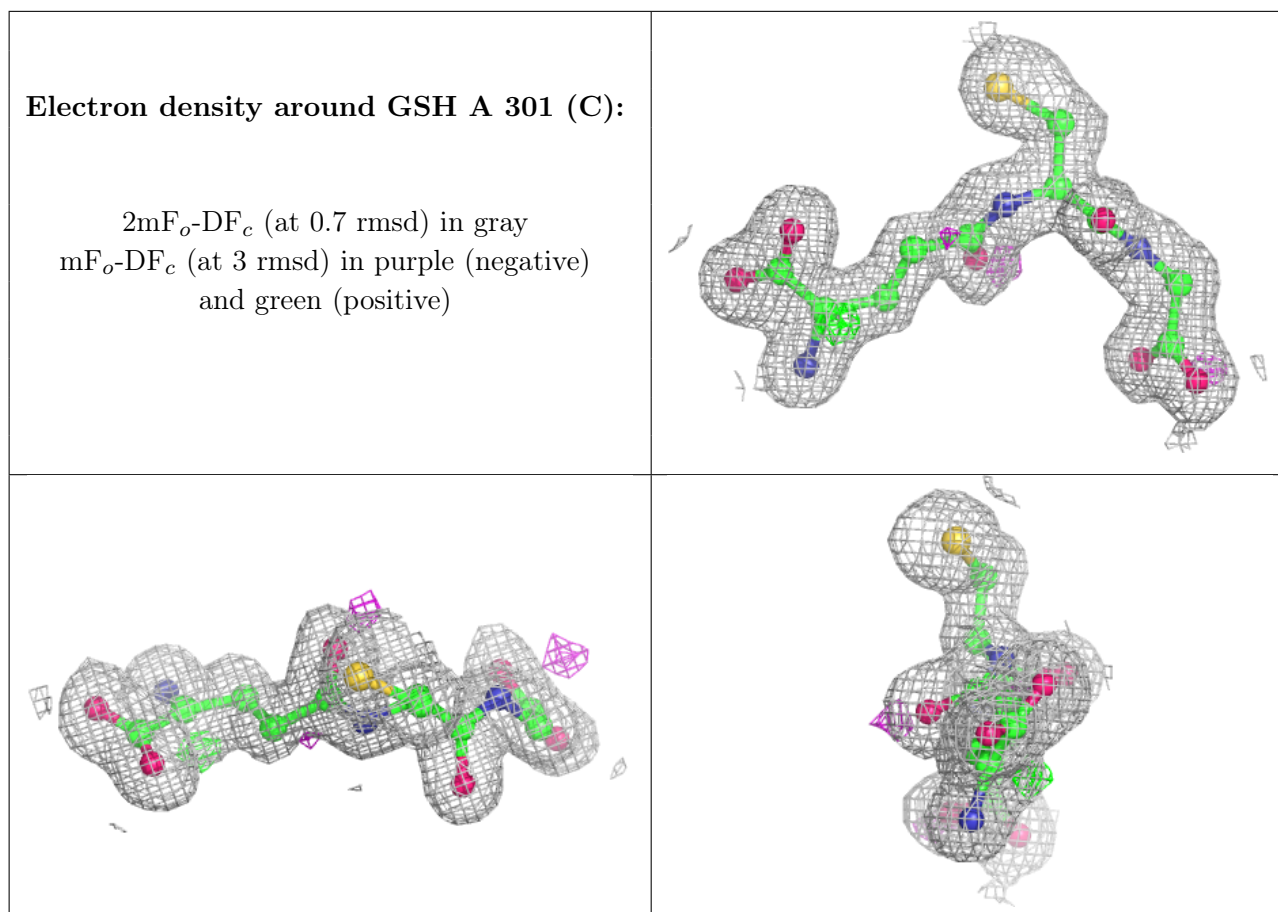 Electron density around GSH A 301 (C):
2mFo-DFc (at 0.7 rmsd) in gray
mFo-DFc (at 3 rmsd) in purple (negative)
and green (positive)